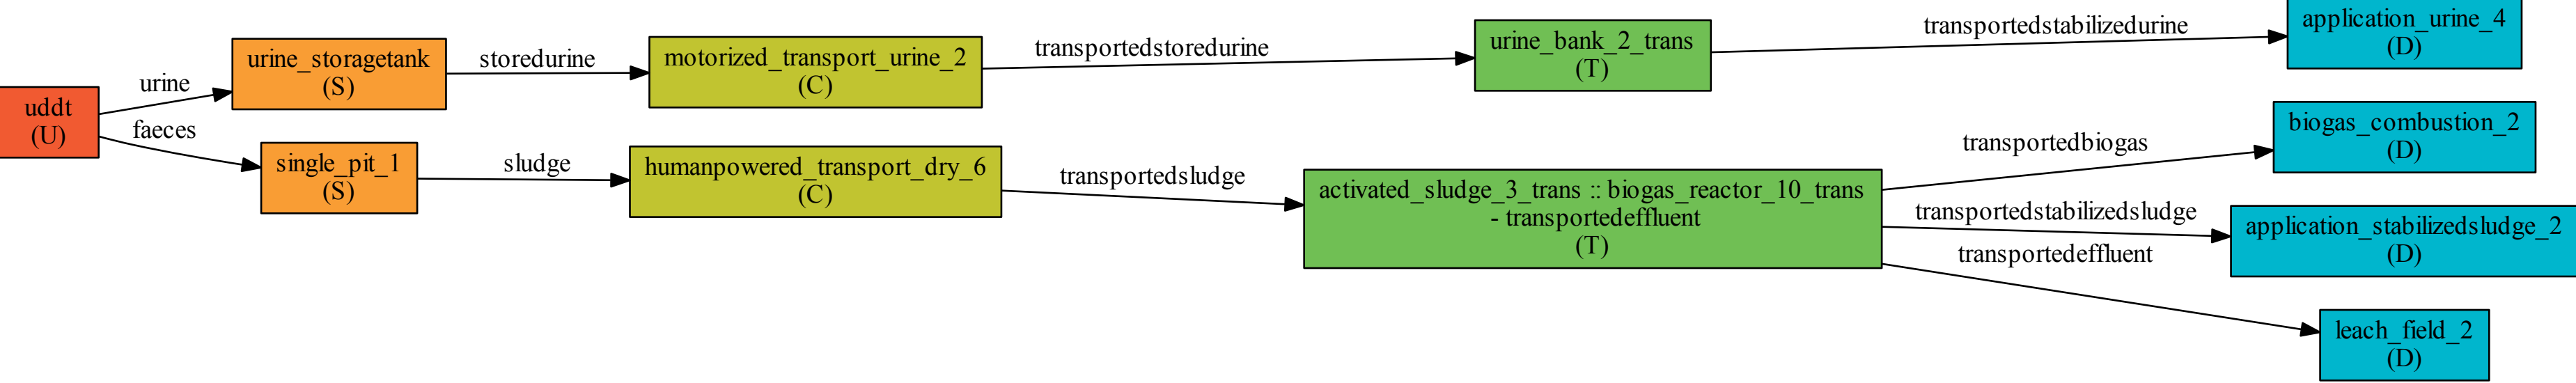 uddt
(U)
urine
faeces
urine_storagetank
(S)
single_pit_1
(S)
storedurine
sludge
motorized_transport_urine_2
(C)
humanpowered_transport_dry_6
(C)
transportedstoredurine
transportedsludge
urine_bank_2_trans
(T)
activated_sludge_3_trans :: biogas_reactor_10_trans
- transportedeffluent
(T)
transportedstabilizedurine
transportedbiogas
transportedstabilizedsludge
transportedeffluent
application_urine_4
(D)
biogas_combustion_2
(D)
application_stabilizedsludge_2
(D)
leach_field_2
(D)